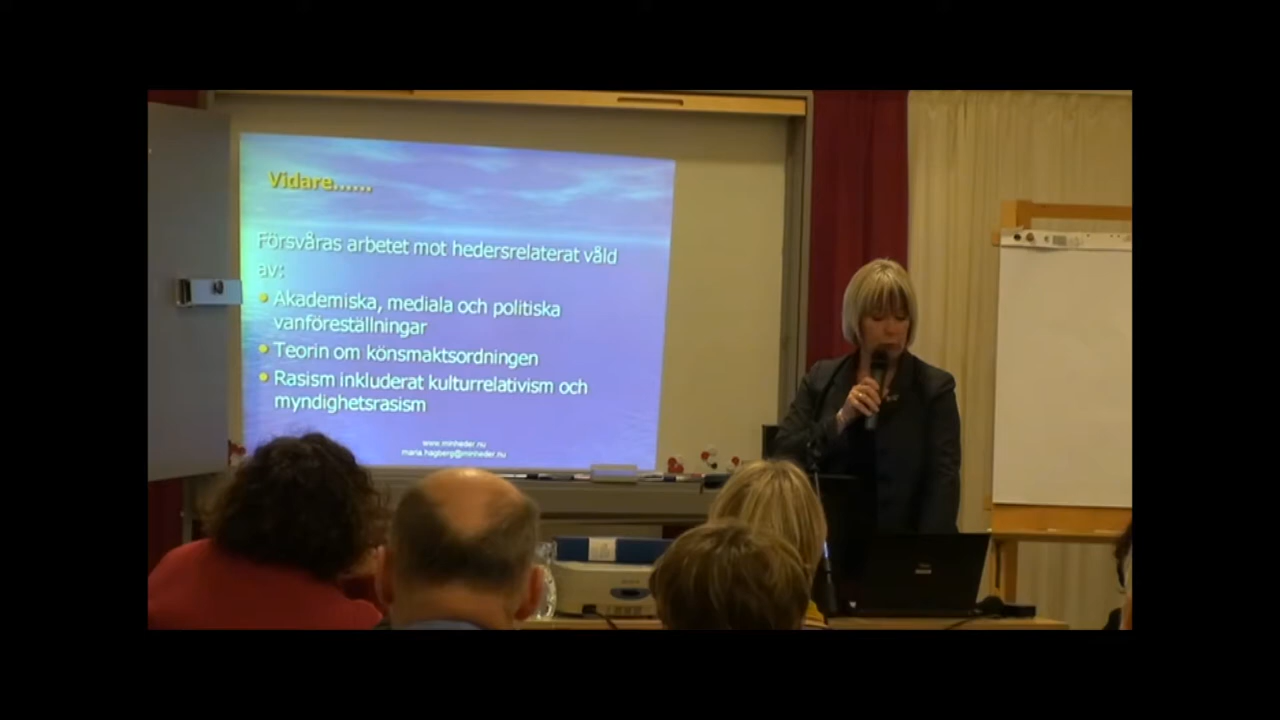 Vidare......
Försvåras arbetet mot hedersrelaterat våld
av:
• Akademiska, mediala och politiska
vanföreställningar
• Teorin om könsmaktsordningen
• Rasism inkluderat kulturrelativism och
myndighetsrasism
www.minheder.nu
maria.hagberg@minheder.nu